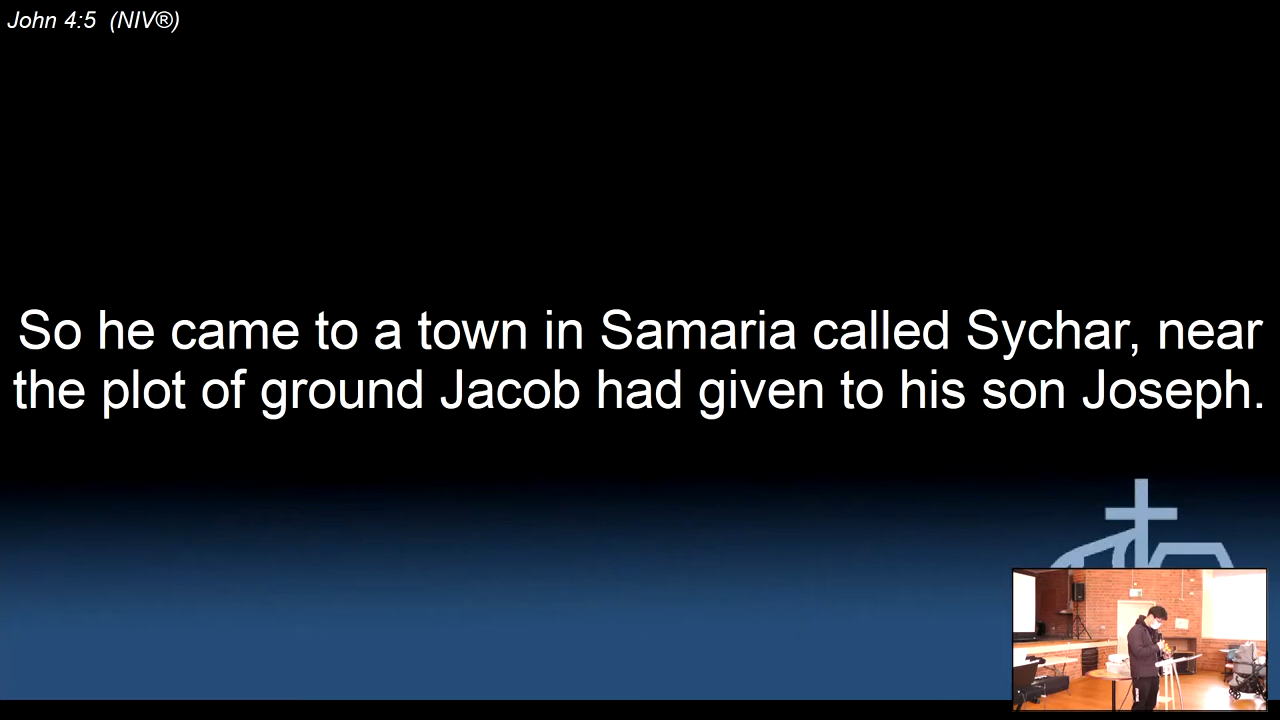 John 4:5 (NIV®)
So he came to a town in Samaria called Sychar, near
the plot of ground Jacob had given to his son Joseph.